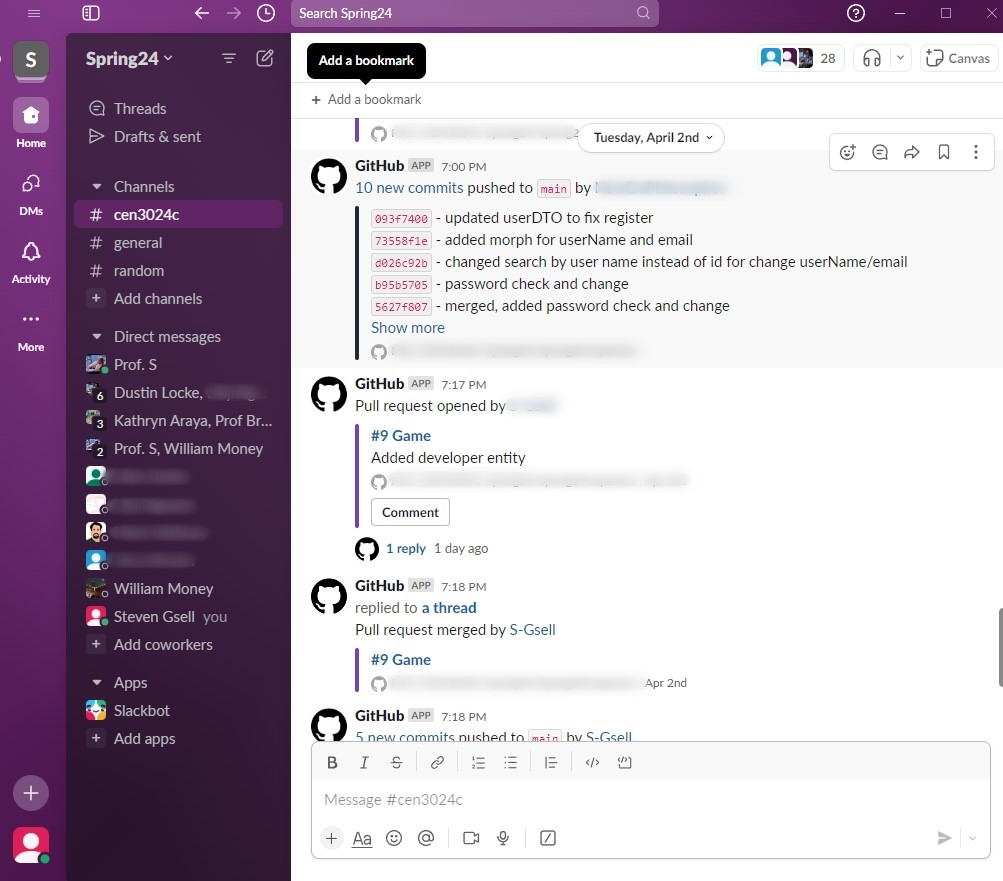 Search Spring24
S
Home
DMs
Activity
More
Spring24
Threads
Drafts & sent
Channels
# cen3024c
# general
# random
+ Add channels
Direct messages
Prof. S
6 Dustin Locke,
3 Kathryn Araya, Prof Br...
2 Prof. S, William Money
William Money
Steven Gsell you
+ Add coworkers
Apps
Slackbot
+ Add apps
Add a bookmark
28
Canvas
+ Add a bookmark
Tuesday, April 2nd
GitHub APP 7:00 PM
10 new commits pushed to main by
093f7400 - updated userDTO to fix register
73558f1e - added morph for userName and email
d026c92b - changed search by user name instead of id for change userName/email
b95b5705 - password check and change
5627f807 - merged, added password check and change
Show more
GitHub APP 7:17 PM
Pull request opened by
#9 Game
Added developer entity
Comment
1 reply 1 day ago
GitHub APP 7:18 PM
replied to a thread
Pull request merged by S-Gsell
#9 Game
Apr 2nd
GitHub APP 7:18 PM
5 new commits pushed to main by S-Gsell
B I S
Message #cen3024c
+ Aa @